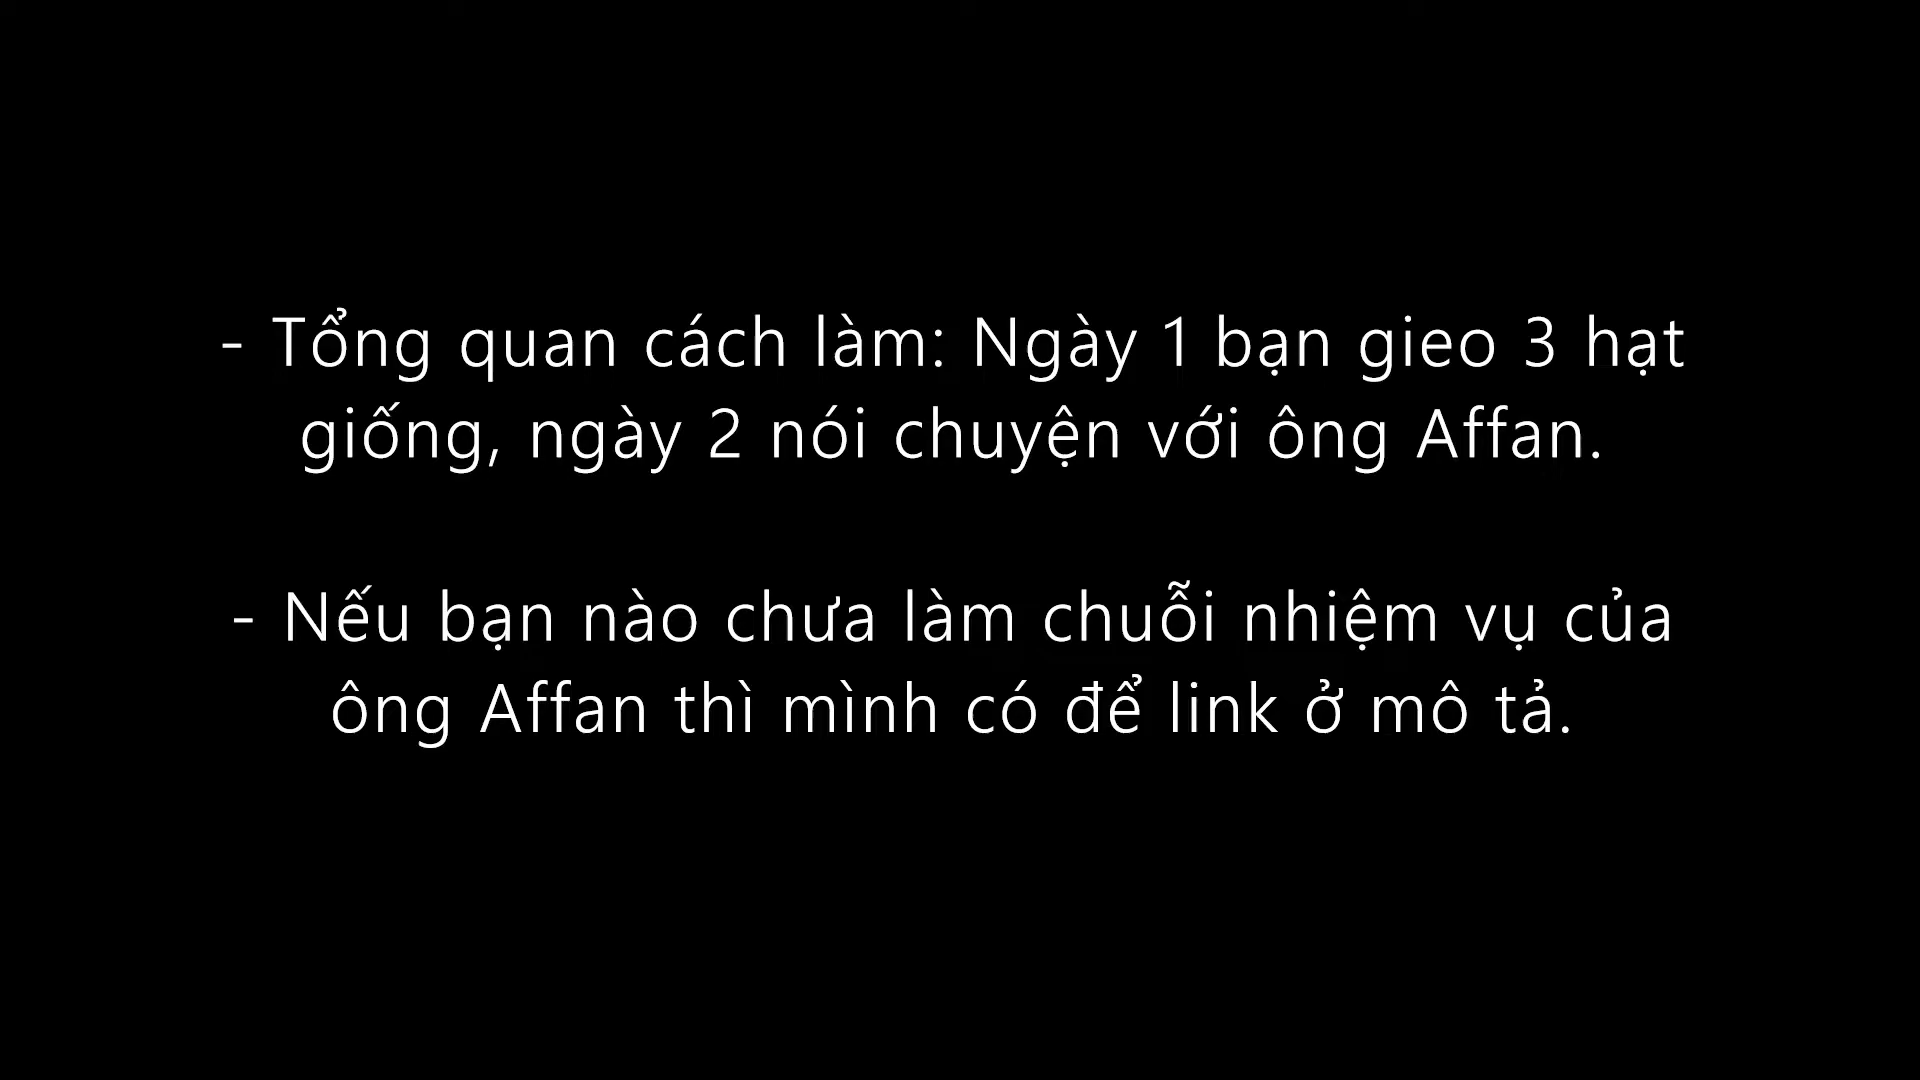 - Tổng quan cách làm: Ngày 1 bạn gieo 3 hạt
giống, ngày 2 nói chuyện với ông Affan.
- Nếu bạn nào chưa làm chuỗi nhiệm vụ của
ông Affan thì mình có để link ở mô tả.